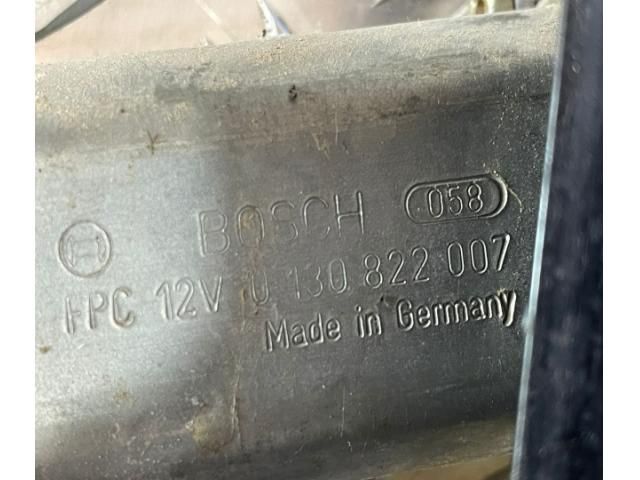 BOSCH 058
FPC 12V 0 130 822 007
Made in Germany